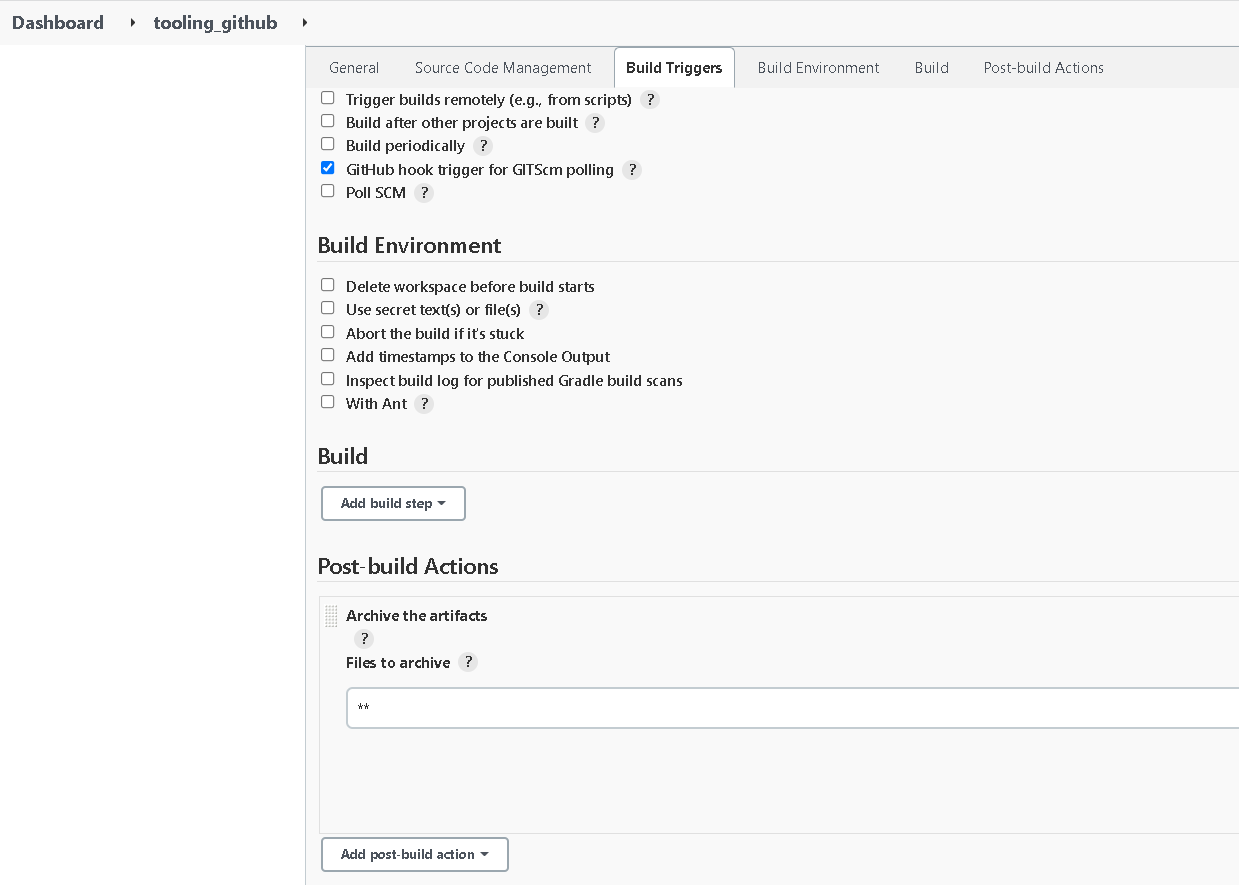 Dashboard tooling_github
General Source Code Management Build Triggers Build Environment Build Post-build Actions
Trigger builds remotely (e.g., from scripts) ?
Build after other projects are built ?
Build periodically ?
GitHub hook trigger for GITScm polling ?
Poll SCM ?
Build Environment
Delete workspace before build starts
Use secret text(s) or file(s) ?
Abort the build if it's stuck
Add timestamps to the Console Output
Inspect build log for published Gradle build scans
With Ant ?
Build
Add build step
Post-build Actions
Archive the artifacts
?
Files to archive ?
**
Add post-build action